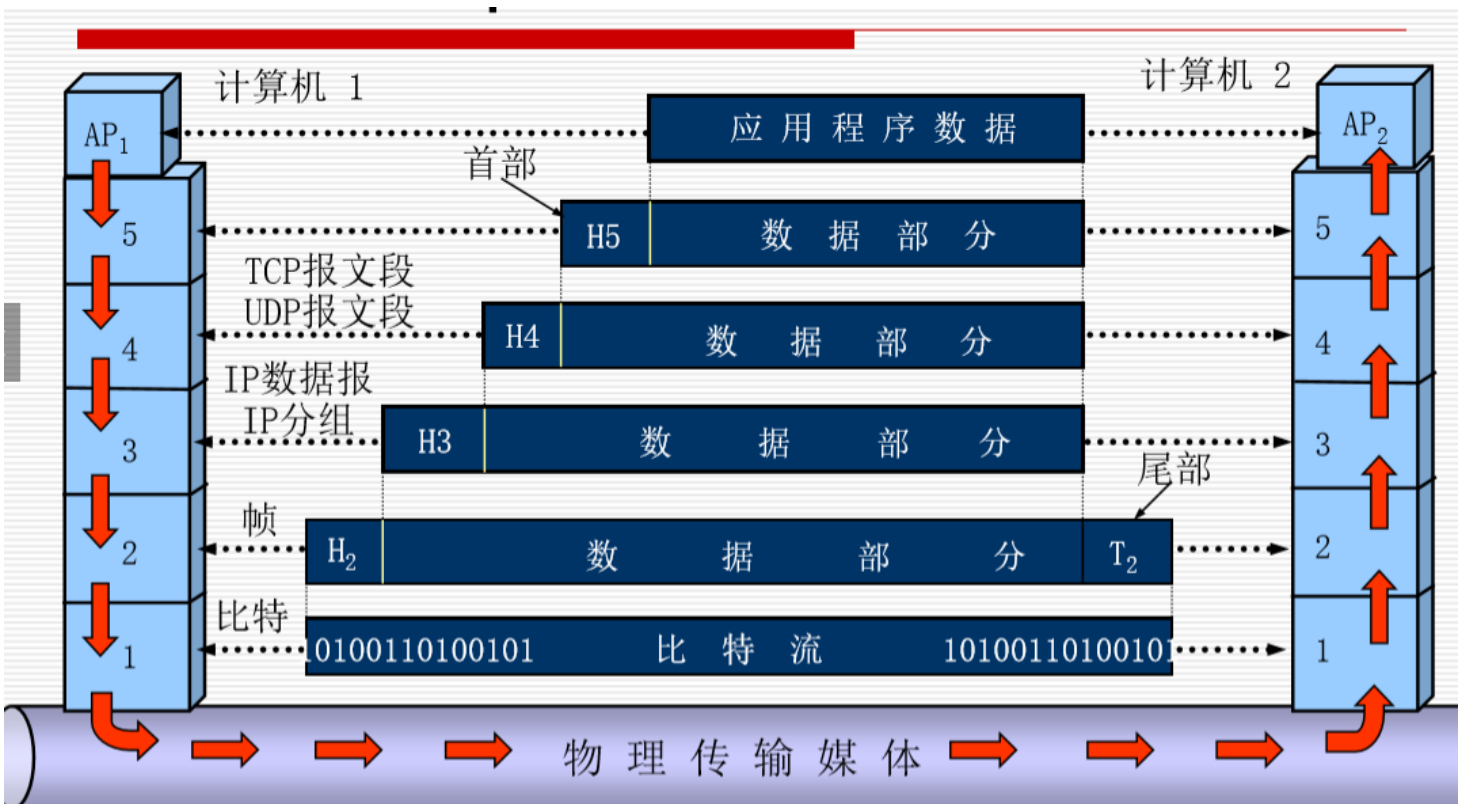 计算机 1
计算机 2
AP1
应用程序数据
AP2
首部
5
H5 数据部分
5
TCP报文段
UDP报文段
4
H4 数据部分
4
IP数据报
IP分组
3
H3 数据部分
3
尾部
帧
2
H2 数据部分 T2
2
比特
1
10100110100101 比特流 10100110100101
1
物理传输媒体